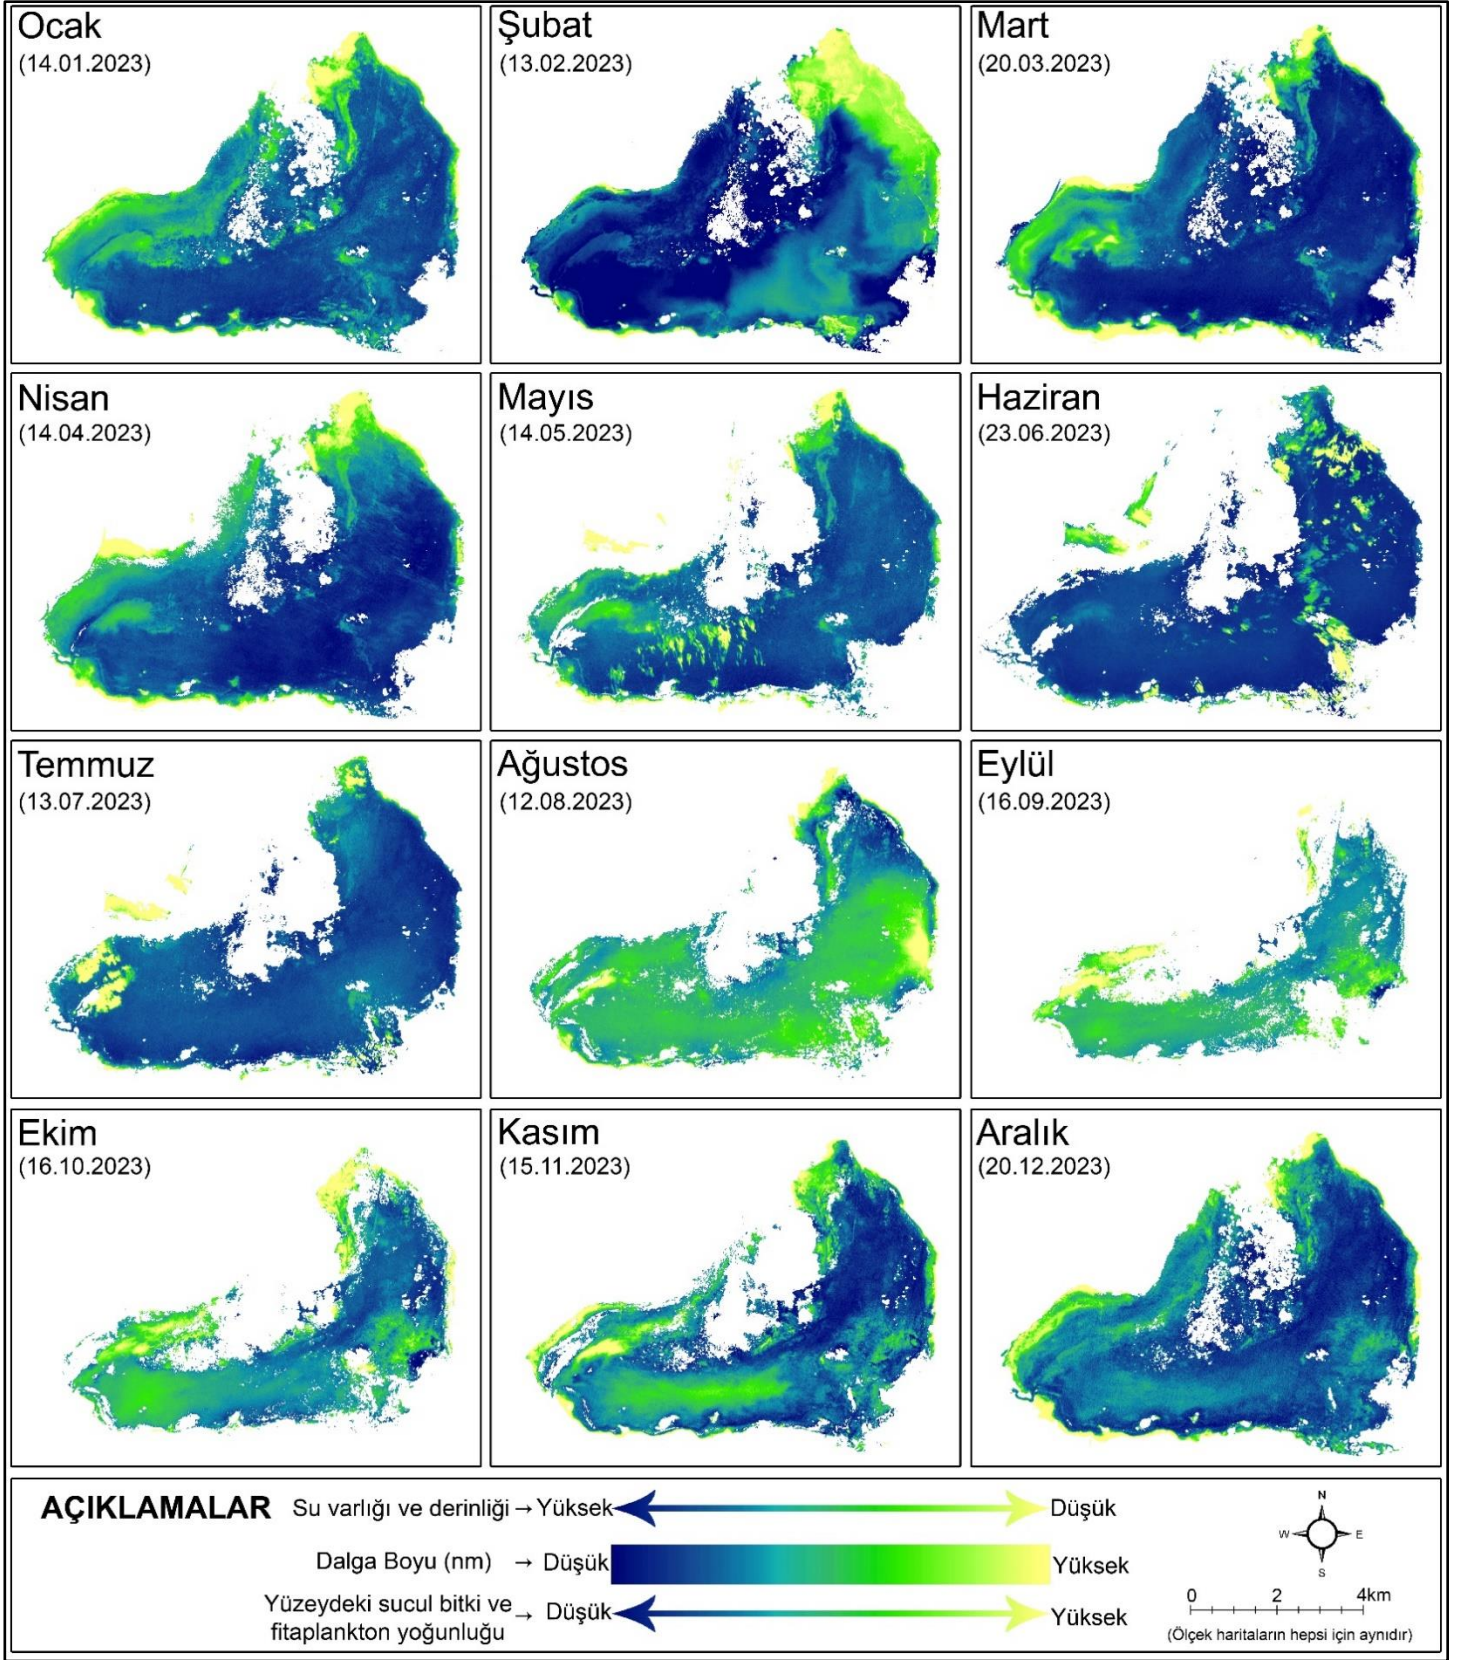 Ocak
(14.01.2023)
Şubat
(13.02.2023)
Mart
(20.03.2023)
Nisan
(14.04.2023)
Mayıs
(14.05.2023)
Haziran
(23.06.2023)
Temmuz
(13.07.2023)
Ağustos
(12.08.2023)
Eylül
(16.09.2023)
Ekim
(16.10.2023)
Kasım
(15.11.2023)
Aralık
(20.12.2023)
AÇIKLAMALAR
Su varlığı ve derinliği → Yüksek Düşük
Dalga Boyu (nm) → Düşük Yüksek
Yüzeydeki sucul bitki ve
fitaplankton yoğunluğu → Düşük Yüksek
N
W E
S
0 2 4km
(Ölçek haritaların hepsi için aynıdır)